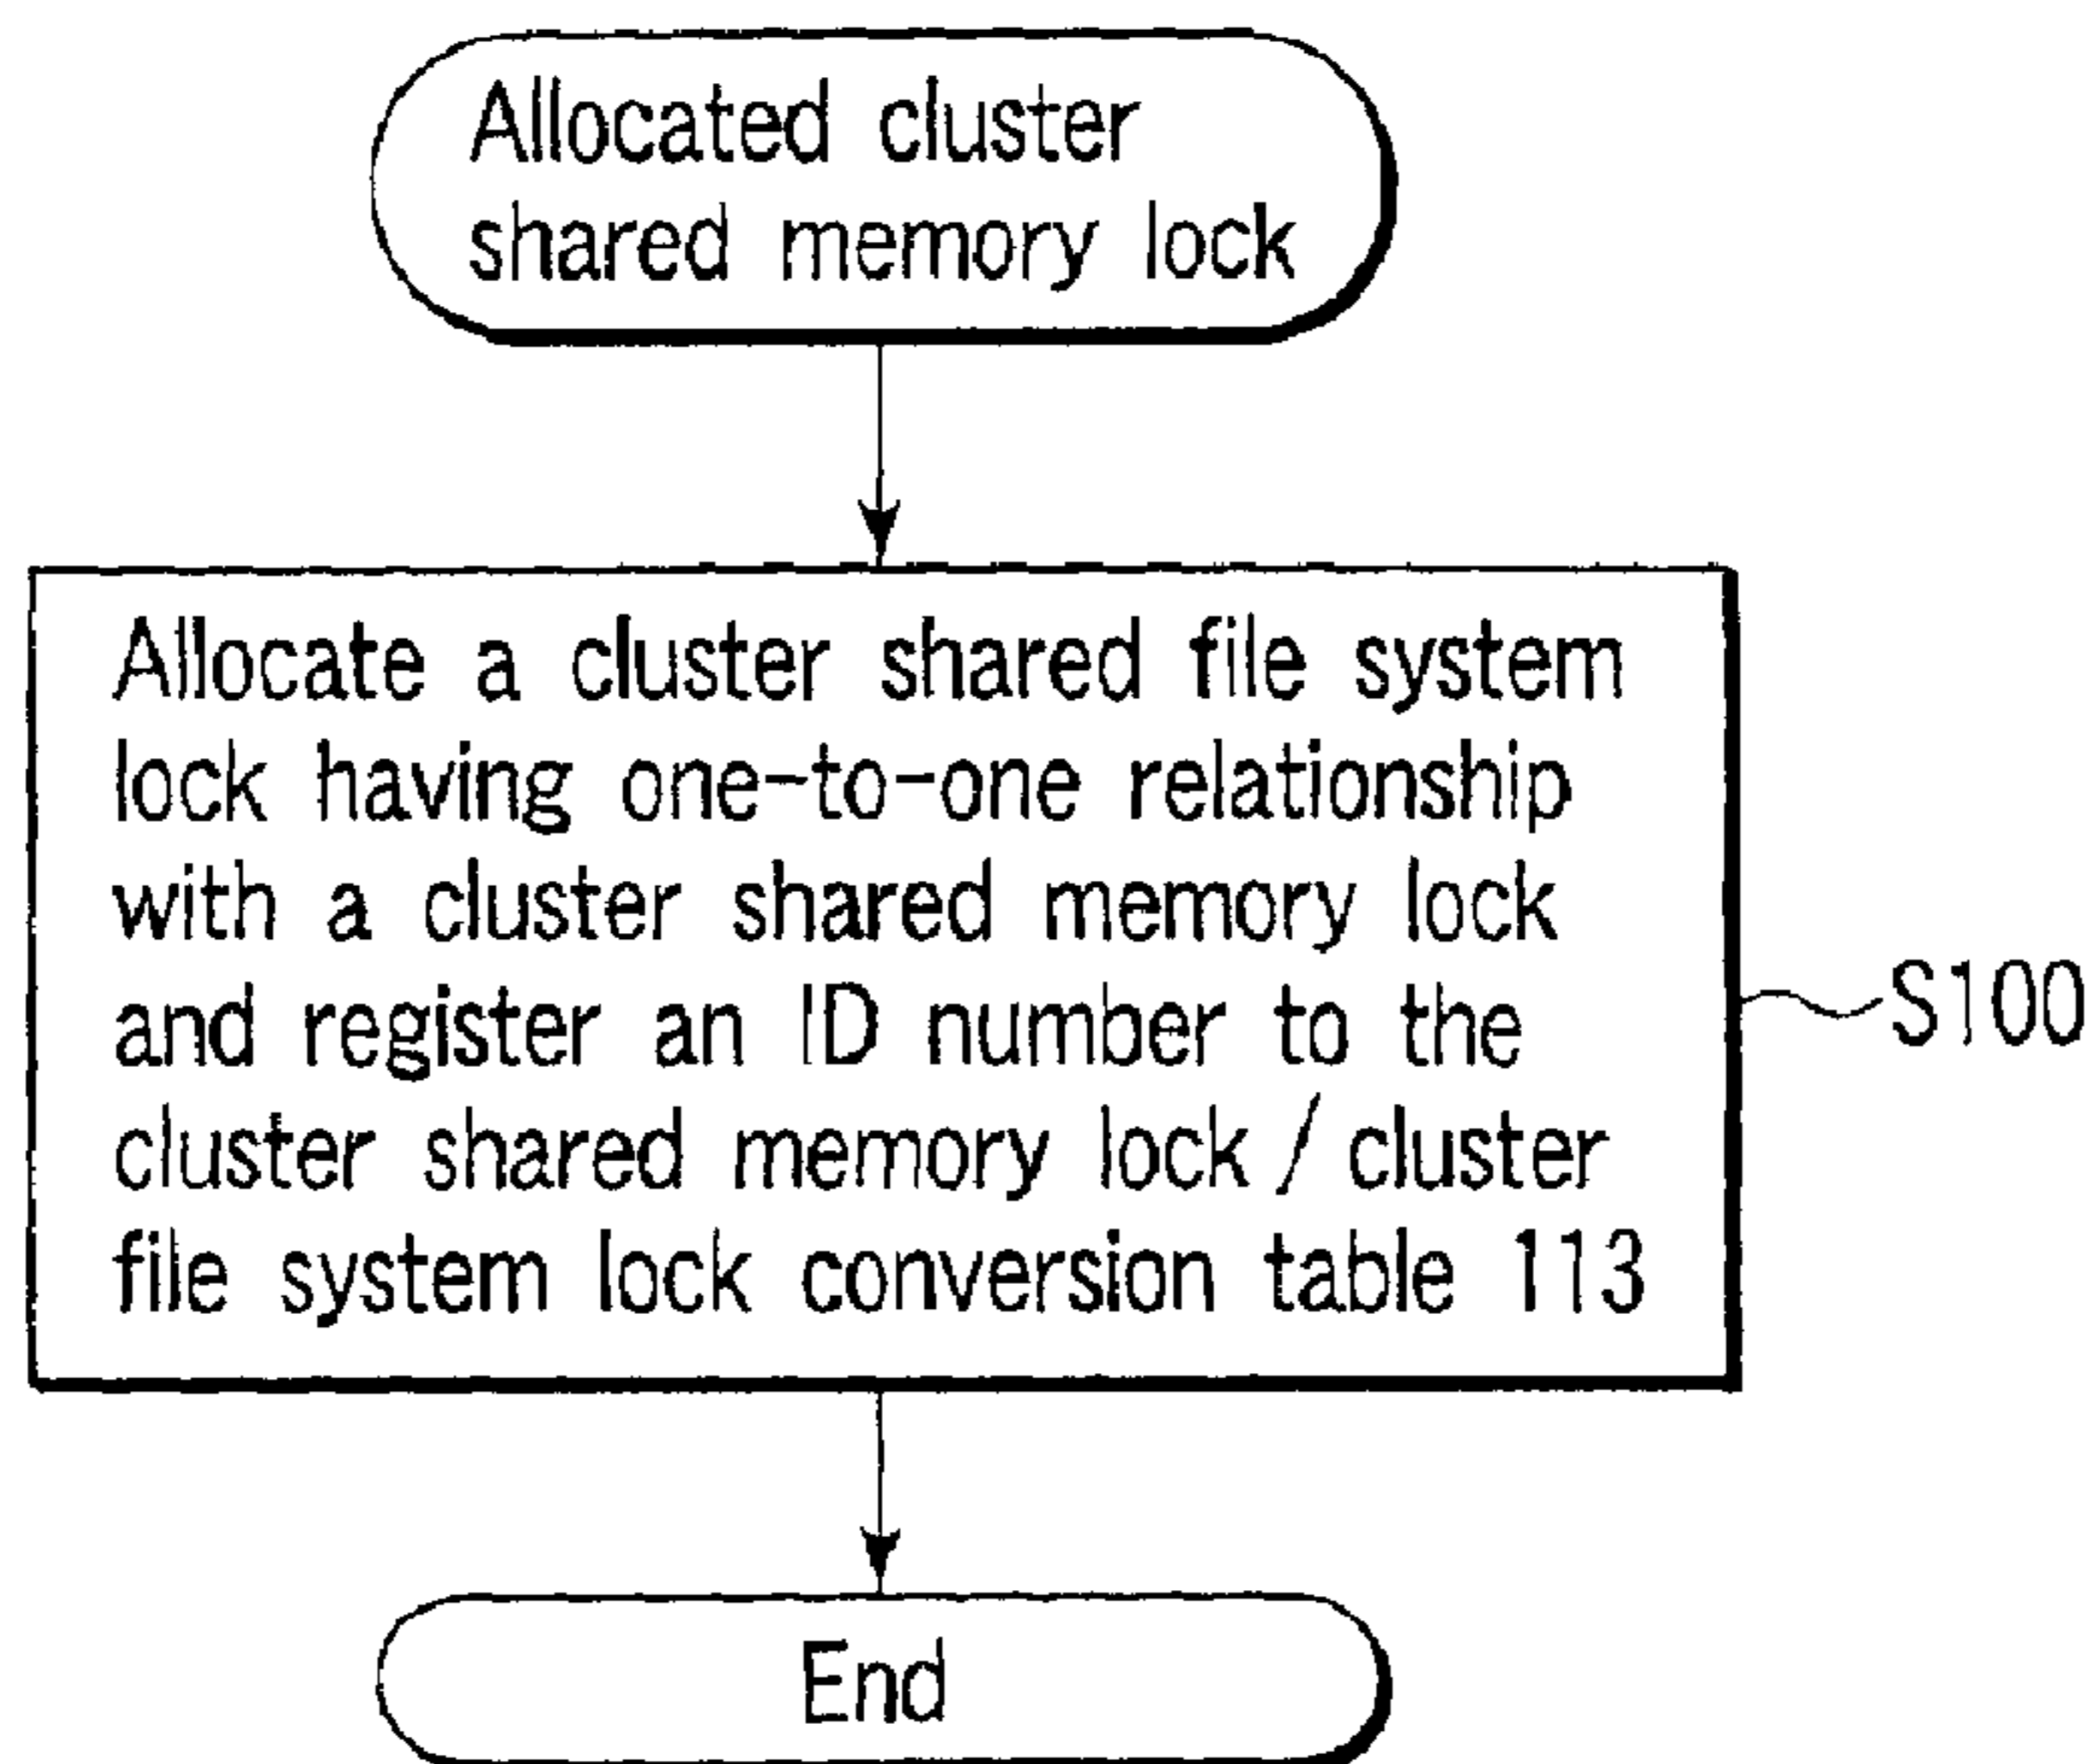 Allocated cluster
shared memory lock
Allocate a cluster shared file system
lock having one-to-one relationship
with a cluster shared memory lock
and register an ID number to the
cluster shared memory lock / cluster
file system lock conversion table 113
S100
End